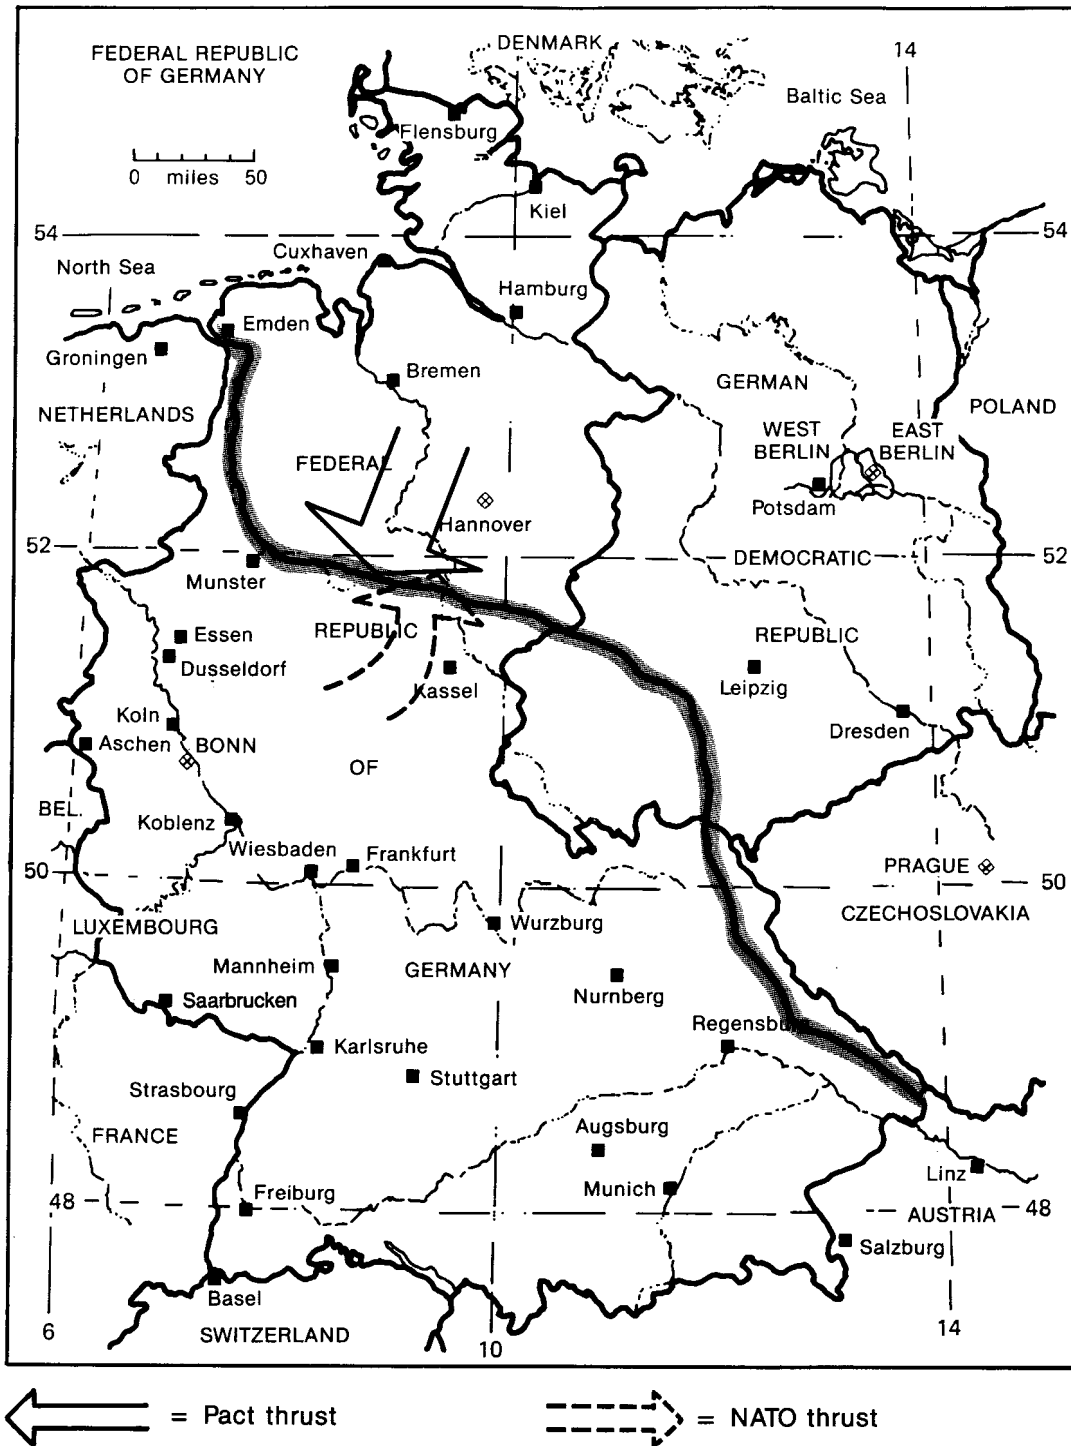 FEDERAL REPUBLIC
OF GERMANY
0 miles 50
DENMARK
14
Baltic Sea
Flensburg
Kiel
54
54
Cuxhaven
North Sea
Hamburg
Emden
Groningen
Bremen
GERMAN
NETHERLANDS
POLAND
WEST
BERLIN
EAST
BERLIN
FEDERAL
Potsdam
Hannover
52
DEMOCRATIC
52
Munster
REPUBLIC
REPUBLIC
Essen
Dusseldorf
Kassel
Leipzig
Koln
Dresden
Aschen
BONN
OF
BEL.
Koblenz
Wiesbaden
Frankfurt
50
PRAGUE
50
CZECHOSLOVAKIA
LUXEMBOURG
Wurzburg
Mannheim
GERMANY
Nurnberg
Saarbrucken
Regensburg
Karlsruhe
Stuttgart
Strasbourg
FRANCE
Augsburg
Linz
Munich
Freiburg
48
AUSTRIA
48
Salzburg
Basel
SWITZERLAND
6
10
14
= Pact thrust
= NATO thrust